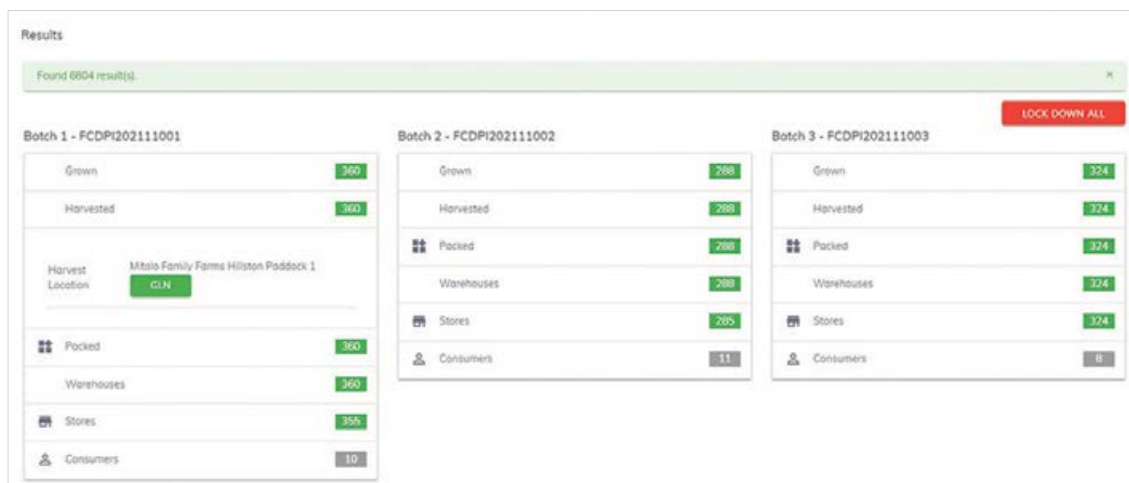 Results
Found 6804 result(s).
×
LOCK DOWN ALL
Batch 1 - FCDPI202111001
Grown 360
Harvested 360
Harvest Location
Mitolo Family Farms Hillston Paddock 1
GLN
Packed 360
Warehouses 360
Stores 355
Consumers 10
Batch 2 - FCDPI202111002
Grown 288
Harvested 288
Packed 288
Warehouses 288
Stores 285
Consumers 11
Batch 3 - FCDPI202111003
Grown 324
Harvested 324
Packed 324
Warehouses 324
Stores 324
Consumers 8